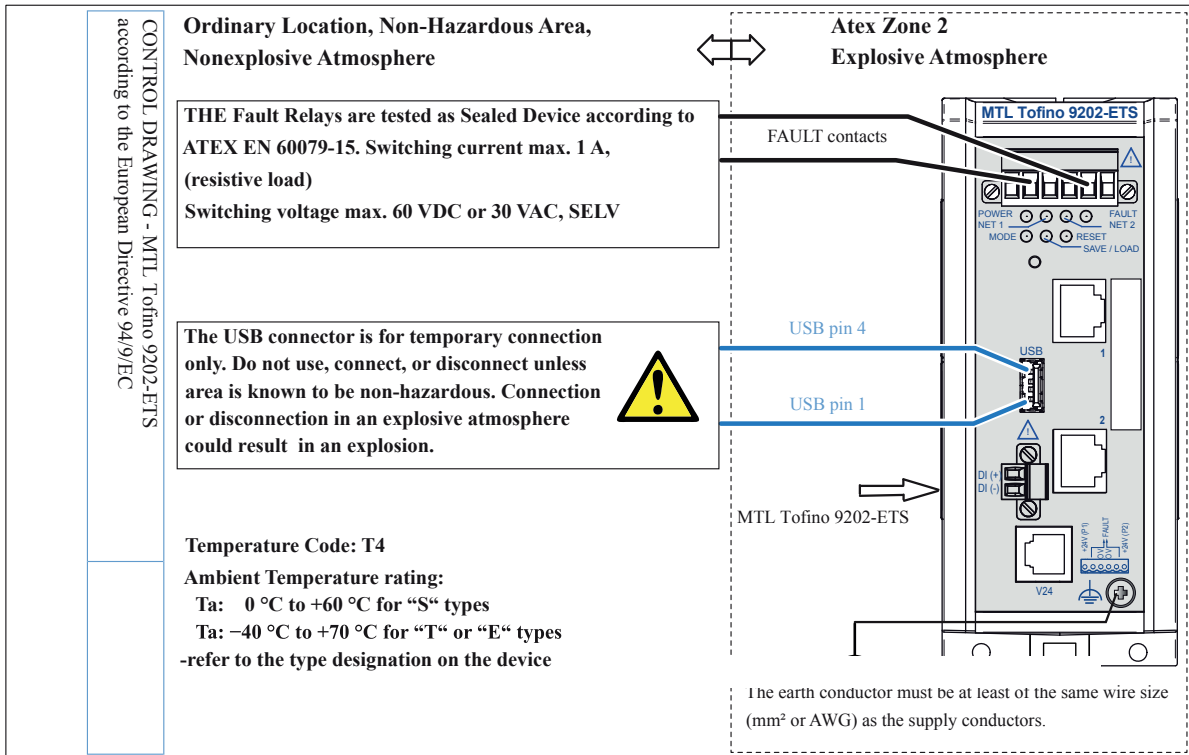 CONTROL DRAWING - MTL Tofino 9202-ETS
according to the European Directive 94/9/EC
Ordinary Location, Non-Hazardous Area,
Nonexplosive Atmosphere
Atex Zone 2
Explosive Atmosphere
THE Fault Relays are tested as Sealed Device according to
ATEX EN 60079-15. Switching current max. 1 A,
(resistive load)
Switching voltage max. 60 VDC or 30 VAC, SELV
FAULT contacts
The USB connector is for temporary connection
only. Do not use, connect, or disconnect unless
area is known to be non-hazardous. Connection
or disconnection in an explosive atmosphere
could result in an explosion.
USB pin 4
USB pin 1
MTL Tofino 9202-ETS
Temperature Code: T4
Ambient Temperature rating:
Ta: 0 °C to +60 °C for “S“ types
Ta: −40 °C to +70 °C for “T“ or “E“ types
-refer to the type designation on the device
MTL Tofino 9202-ETS
POWER
FAULT
NET 1
NET 2
MODE
RESET
SAVE / LOAD
1
USB
2
DI (+)
DI (-)
+24V (P1)
0V
0V
FAULT
+24V (P2)
V24
The earth conductor must be at least of the same wire size
(mm² or AWG) as the supply conductors.